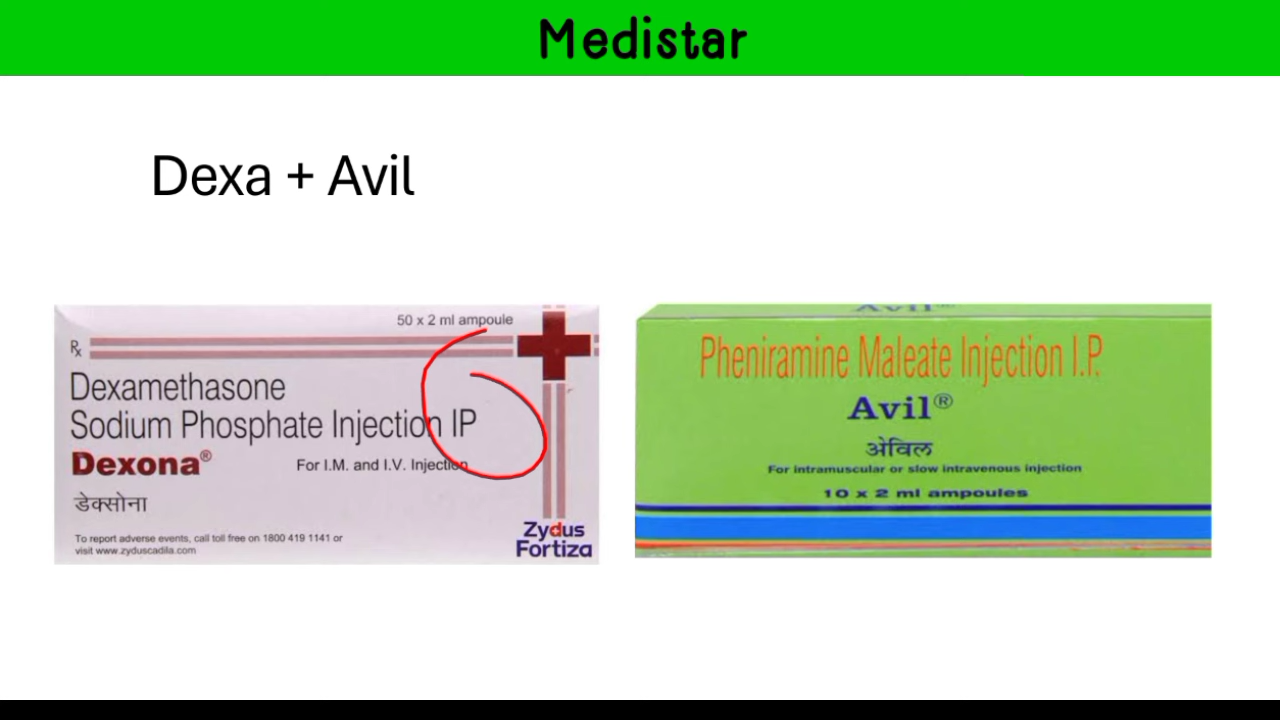 Medistar
Dexa + Avil
50 x 2 ml ampoule
Rx
Dexamethasone
Sodium Phosphate Injection IP
Dexona®
For I.M. and I.V. Injection
डेक्सोना
To report adverse events, call toll free on 1800 419 1141 or
visit www.zyduscadila.com
Zydus
Fortiza
Avil
Pheniramine Maleate Injection I.P.
Avil®
एविल
For intramuscular or slow intravenous injection
10 x 2 ml ampoules